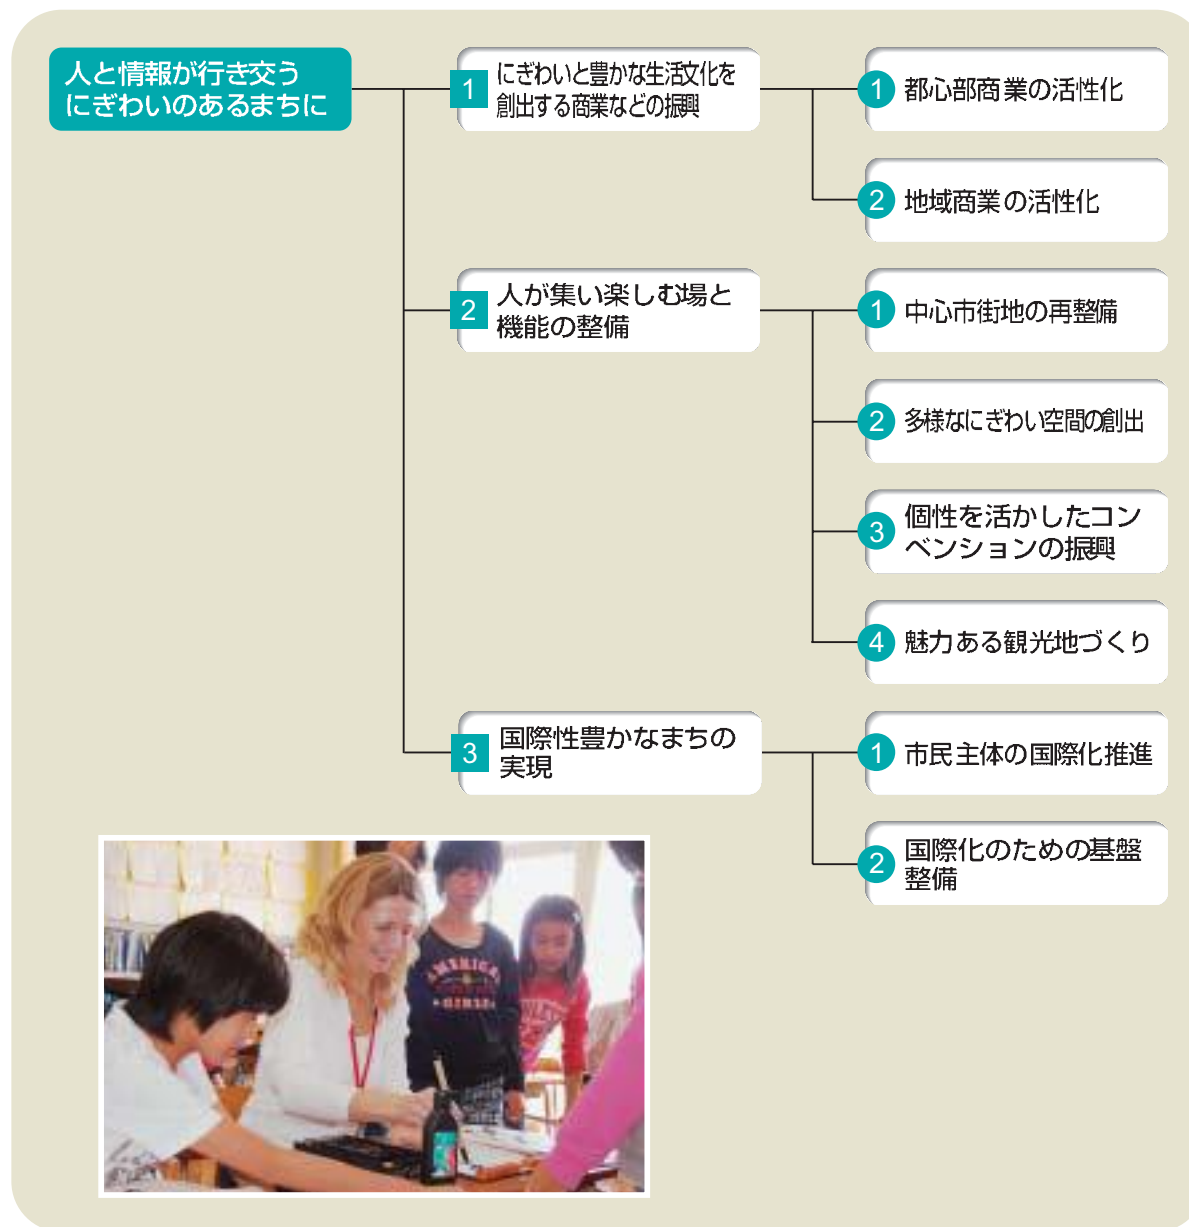 人と情報が行き交う
にぎわいのあるまちに
1
にぎわいと豊かな生活文化を
創出する商業などの振興
1
都心部商業の活性化
2
地域商業の活性化
2
人が集い楽しむ場と
機能の整備
1
中心市街地の再整備
2
多様なにぎわい空間の創出
3
個性を活かしたコン
ベンションの振興
4
魅力ある観光地づくり
3
国際性豊かなまちの
実現
1
市民主体の国際化推進
2
国際化のための基盤
整備
AMERICA
GIRLS